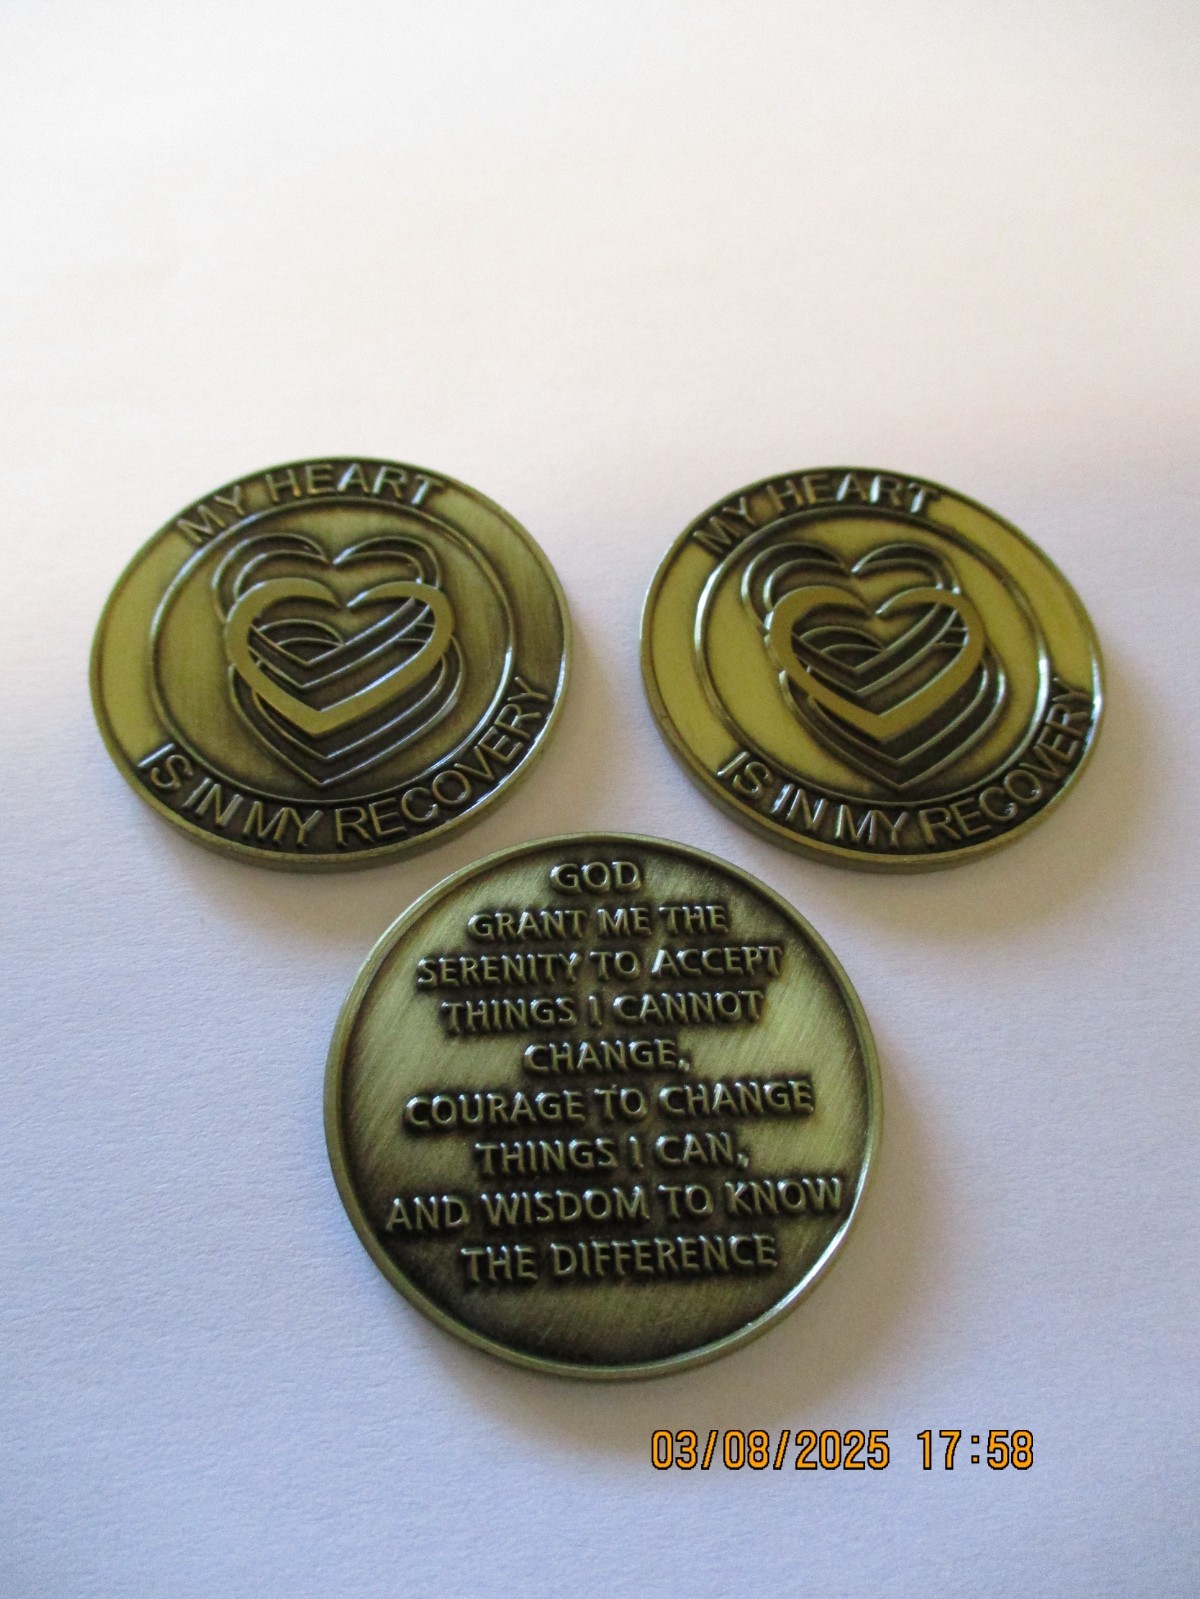 MY HEART
IS IN MY RECOVERY
MY HEART
IS IN MY RECOVERY
GOD
GRANT ME THE
SERENITY TO ACCEPT
THINGS I CANNOT
CHANGE,
COURAGE TO CHANGE
THINGS I CAN,
AND WISDOM TO KNOW
THE DIFFERENCE
03/08/2025 17:58